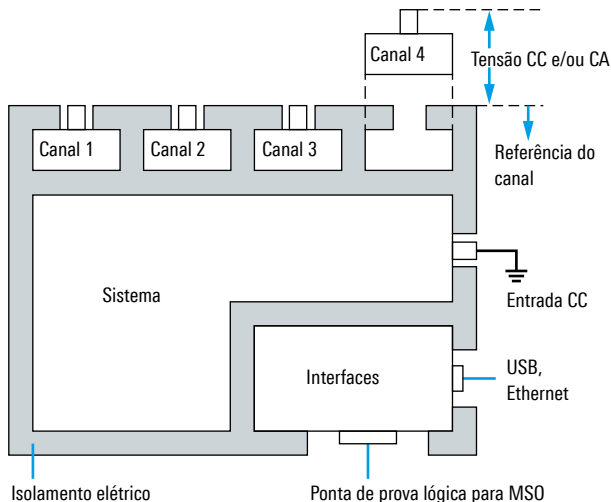 Canal 4
Tensão CC e/ou CA
Canal 1
Canal 2
Canal 3
Referência do
canal
Sistema
Entrada CC
Interfaces
USB,
Ethernet
Isolamento elétrico
Ponta de prova lógica para MSO